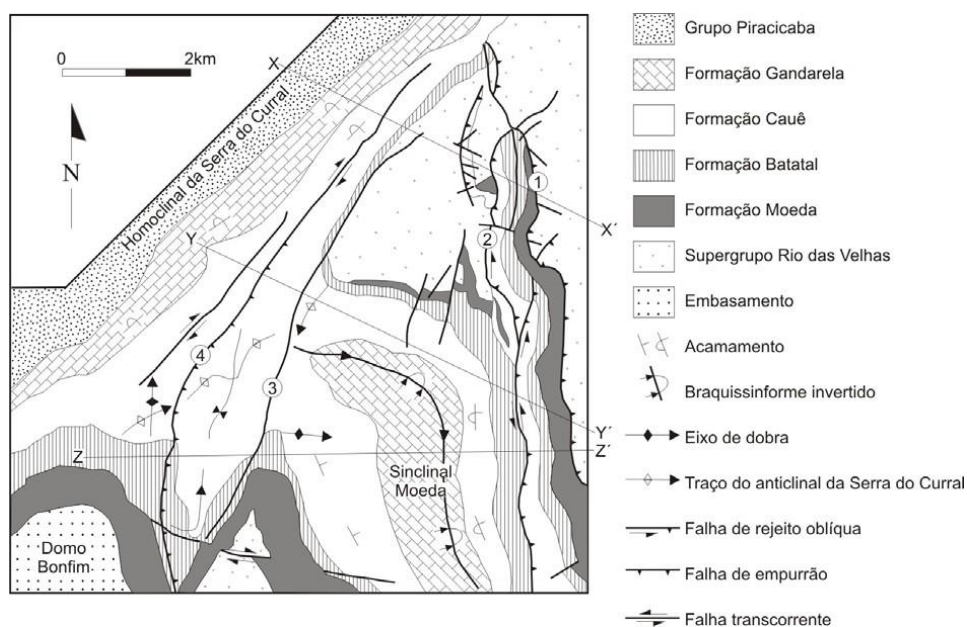 0 2km
N
Homoclinal da Serra do Curral
X
X´
Y
Y´
Z
Z´
1
2
3
4
Sinclinal
Moeda
Domo
Bonfim
Grupo Piracicaba
Formação Gandarela
Formação Cauê
Formação Batatal
Formação Moeda
Supergrupo Rio das Velhas
Embasamento
Acamamento
Braquissinforme invertido
Eixo de dobra
Traço do anticlinal da Serra do Curral
Falha de rejeito oblíqua
Falha de empurrão
Falha transcorrente